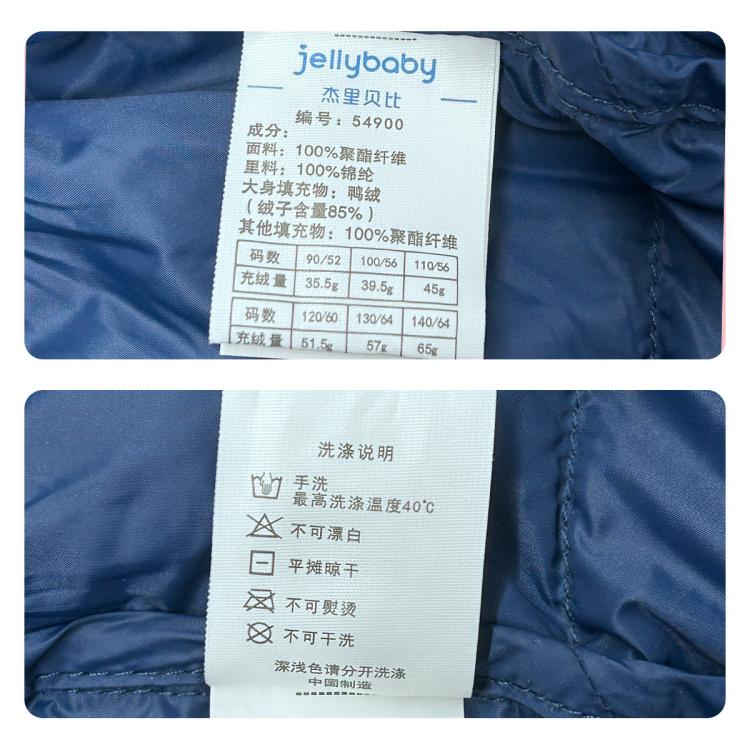 jellybaby
杰里贝比
编号：54900
成分：
面料：100%聚酯纤维
里料：100%锦纶
大身填充物：鸭绒
（绒子含量85%）
其他填充物：100%聚酯纤维
码数 90/52 100/56 110/56
充绒量 35.5g 39.5g 45g
码数 120/60 130/64 140/64
充绒量 51.5g 57g 65g
洗涤说明
手洗
最高洗涤温度40℃
不可漂白
平摊晾干
不可熨烫
不可干洗
深浅色请分开洗涤
中国制造